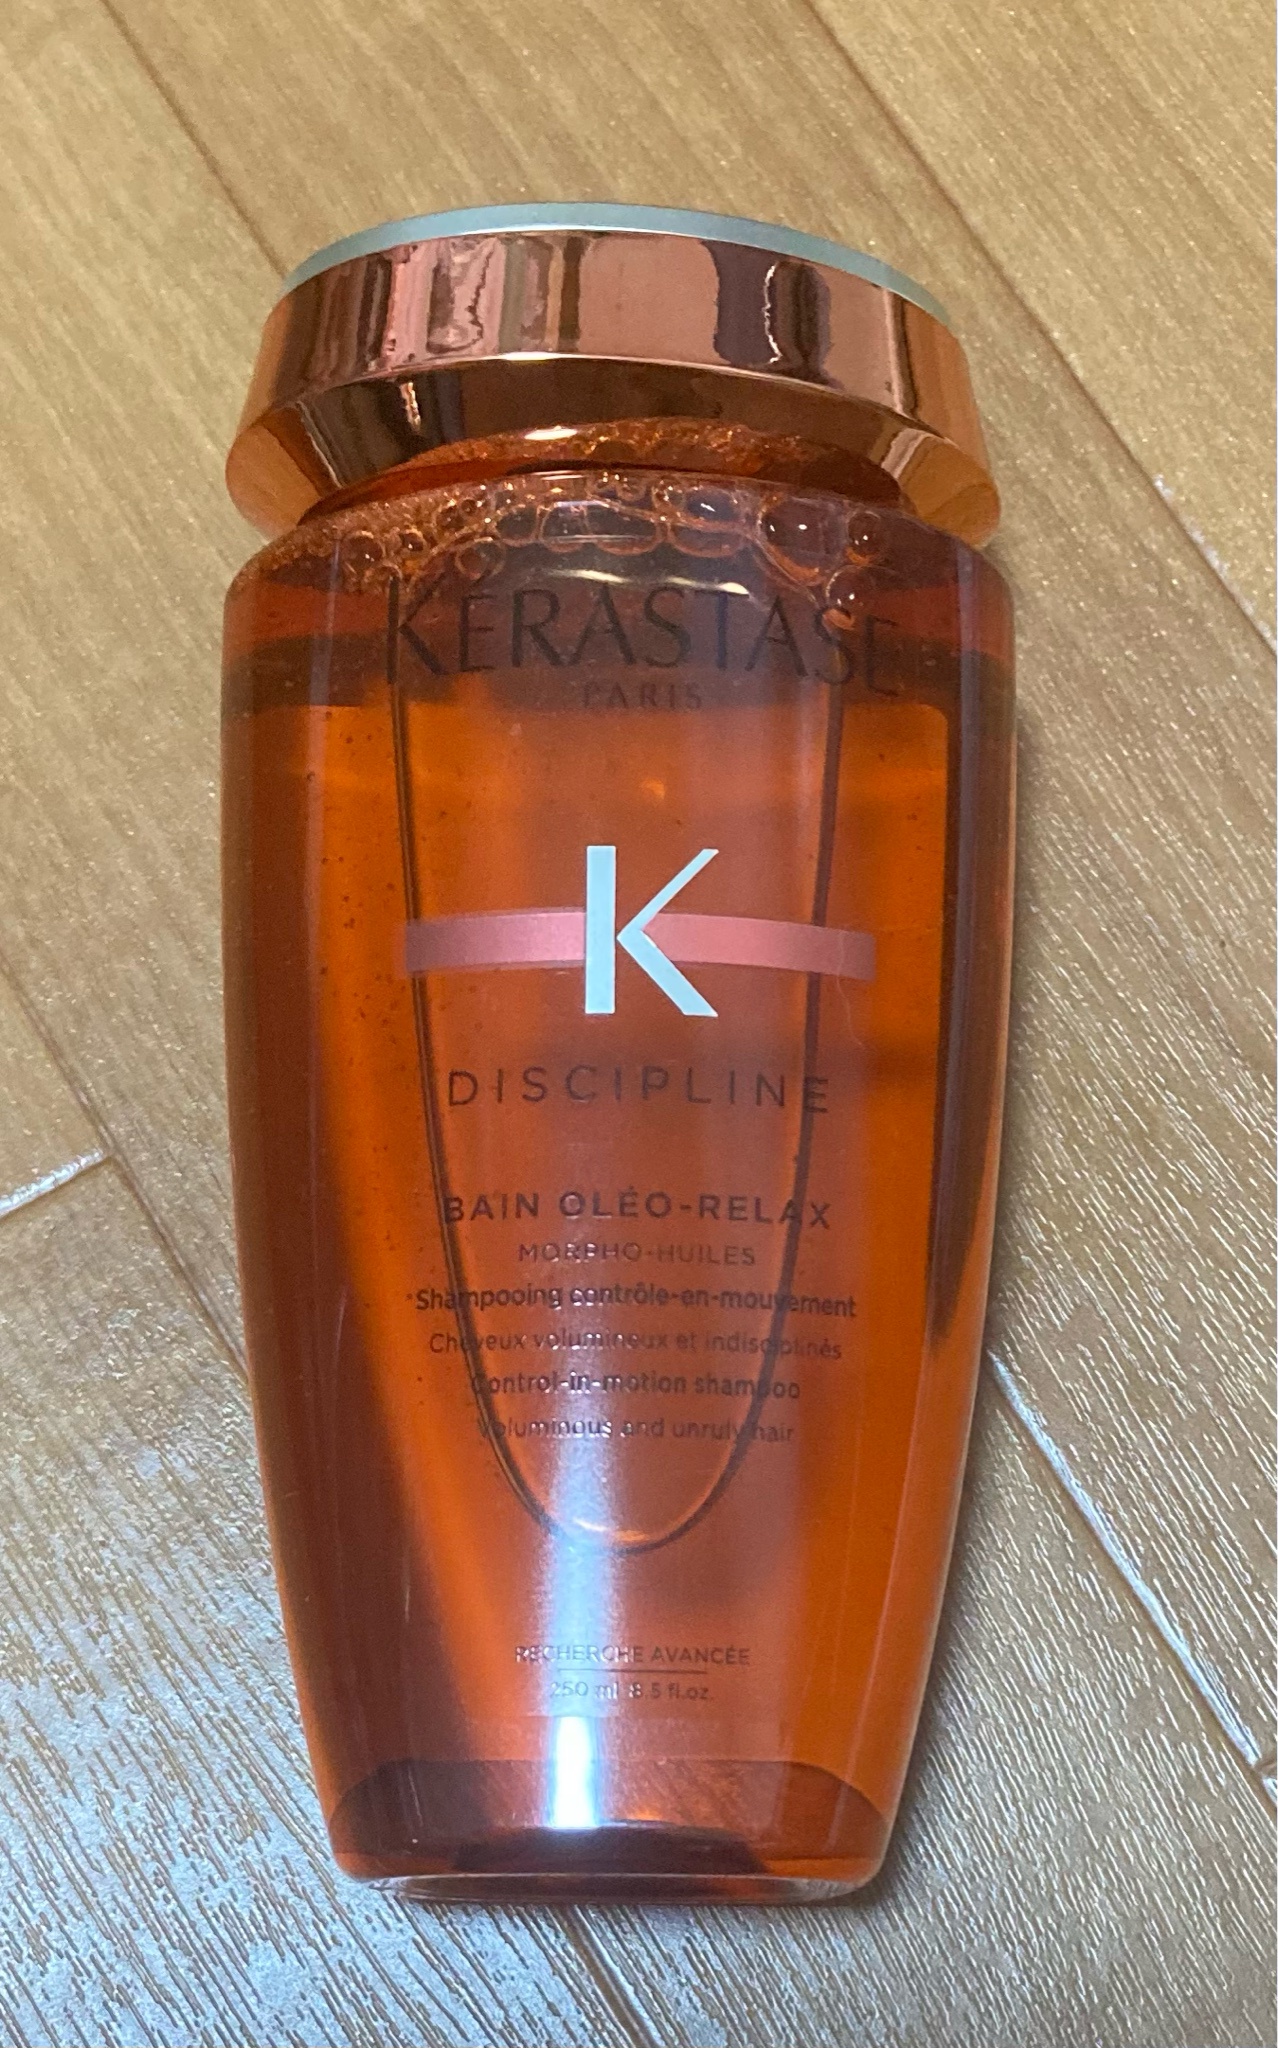 KÉRASTASE
PARIS
K
DISCIPLINE
BAIN OLÉO-RELAX
MORPHO-HUILES
Shampooing contrôle-en-mouvement
Cheveux volumineux et indisciplinés
Control-in-motion shampoo
Voluminous and unruly hair
RECHERCHE AVANCÉE
250 ml 8.5 fl.oz.